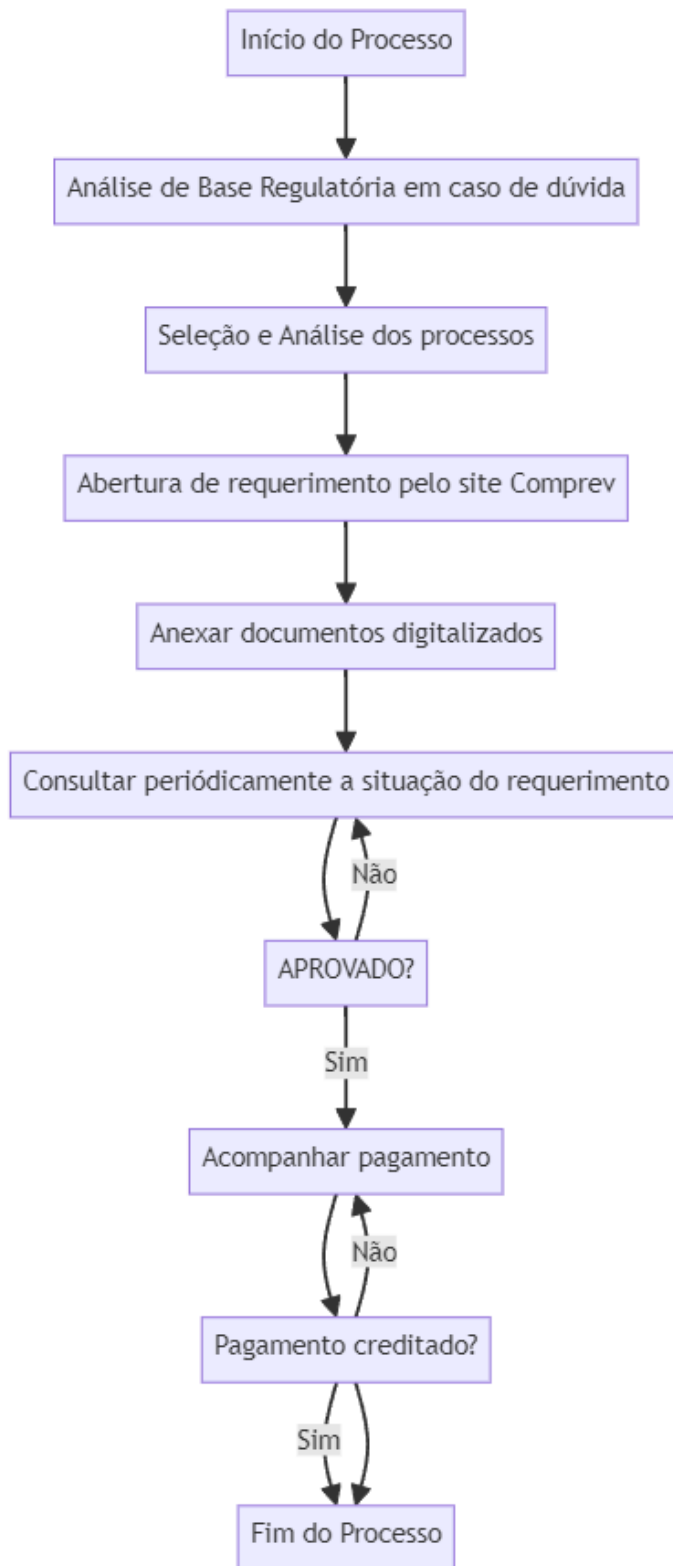 Início do Processo
Análise de Base Regulatória em caso de dúvida
Seleção e Análise dos processos
Abertura de requerimento pelo site Comprev
Anexar documentos digitalizados
Consultar periódicamente a situação do requerimento
Não
APROVADO?
Sim
Acompanhar pagamento
Não
Pagamento creditado?
Sim
Fim do Processo